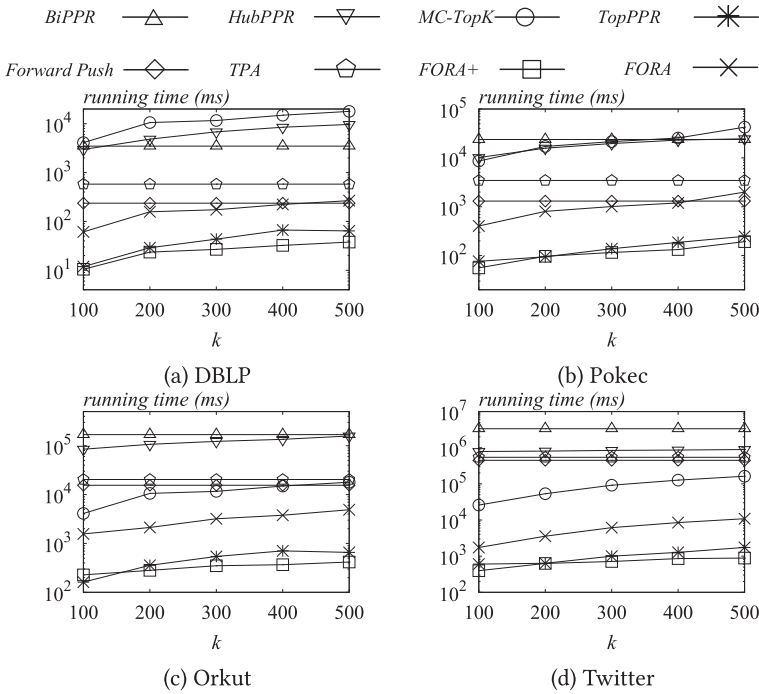 BiPPR HubPPR MC-TopK TopPPR
Forward Push TPA FORA+ FORA
running time (ms)
10^4
10^3
10^2
10^1
100 200 300 400 500
k
(a) DBLP
running time (ms)
10^5
10^4
10^3
10^2
100 200 300 400 500
k
(b) Pokec
running time (ms)
10^5
10^4
10^3
10^2
100 200 300 400 500
k
(c) Orkut
running time (ms)
10^7
10^6
10^5
10^4
10^3
10^2
100 200 300 400 500
k
(d) Twitter